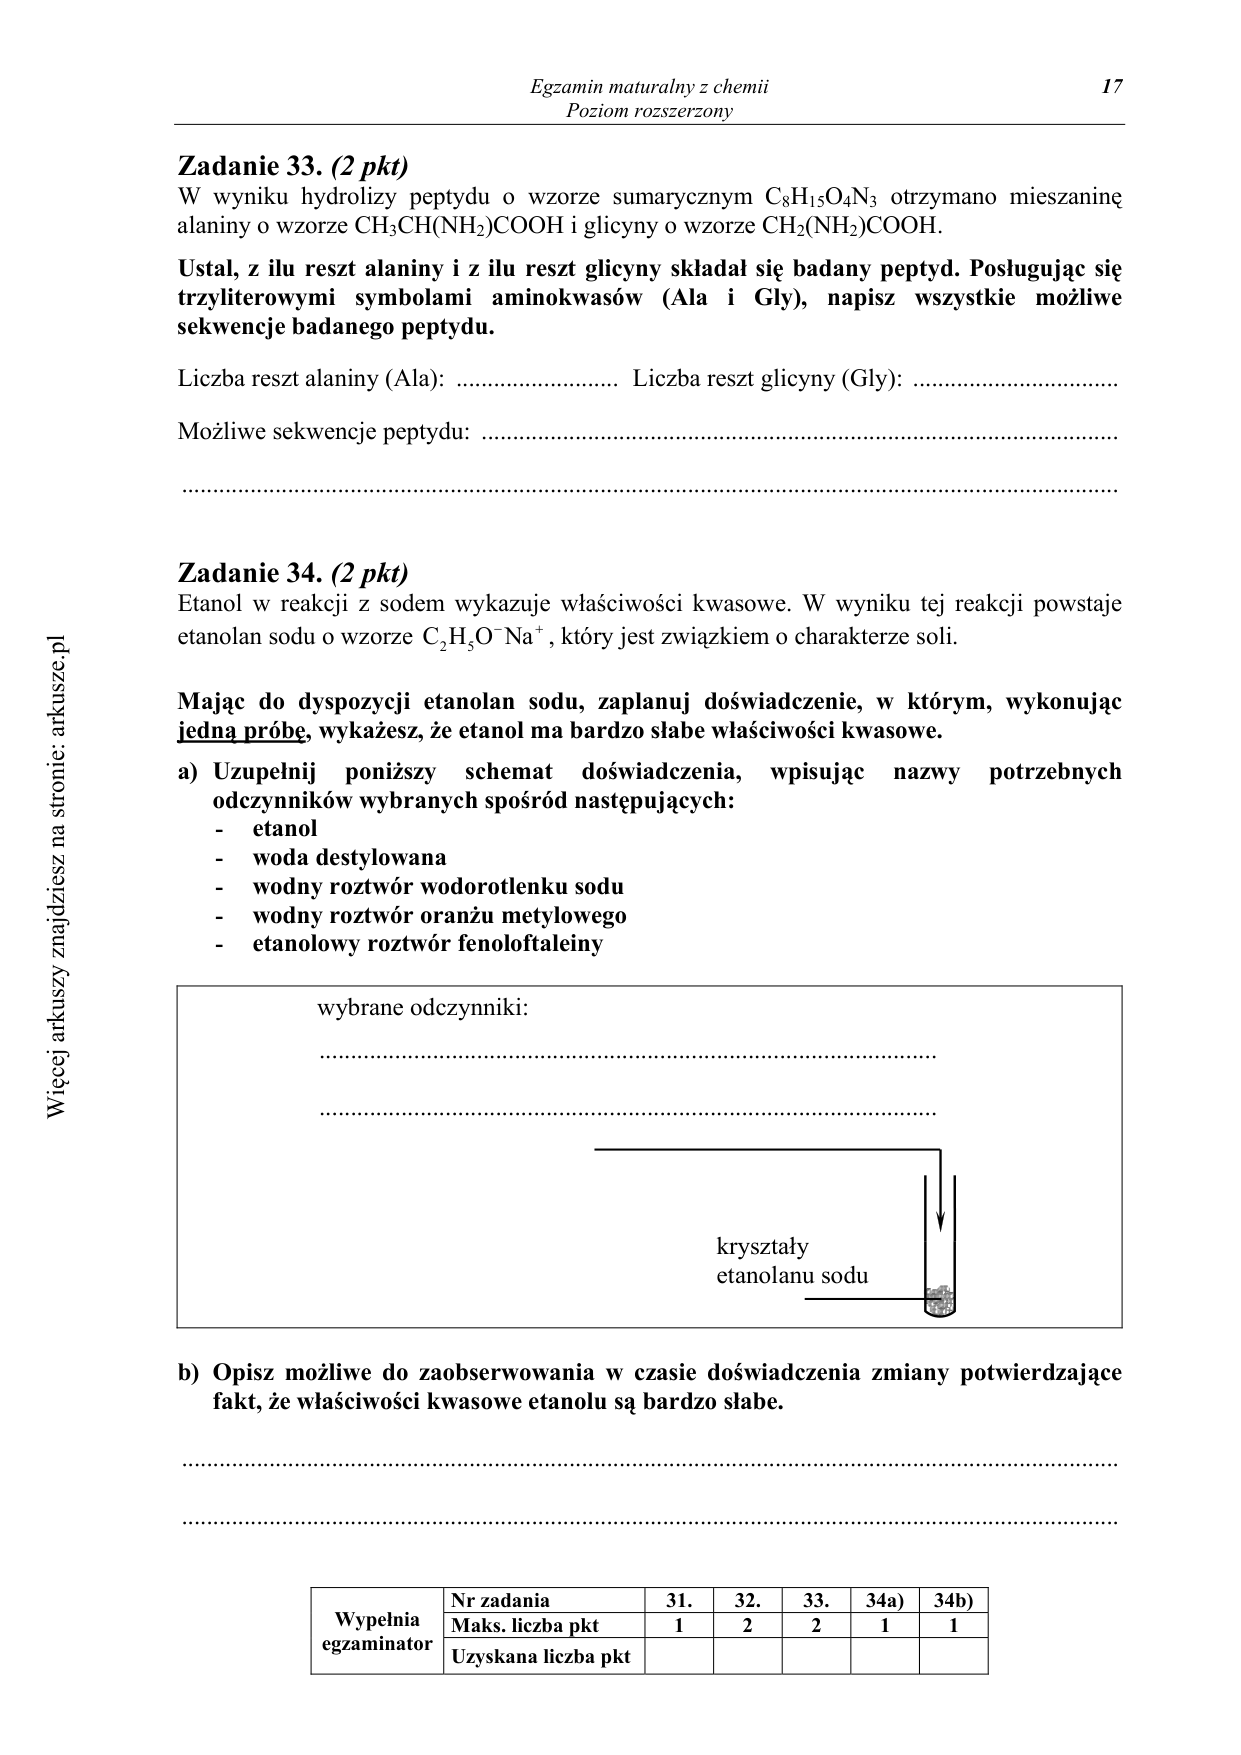 Egzamin maturalny z chemii
Poziom rozszerzony
17
Zadanie 33. (2 pkt)
W wyniku hydrolizy peptydu o wzorze sumarycznym C₈H₁₅O₄N₃ otrzymano mieszaninę
alaniny o wzorze CH₃CH(NH₂)COOH i glicyny o wzorze CH₂(NH₂)COOH.
Ustal, z ilu reszt alaniny i z ilu reszt glicyny składał się badany peptyd. Posługując się
trzyliterowymi symbolami aminokwasów (Ala i Gly), napisz wszystkie możliwe
sekwencje badanego peptydu.
Liczba reszt alaniny (Ala): .......................... Liczba reszt glicyny (Gly): .................................
Możliwe sekwencje peptydu: ......................................................................................................
......................................................................................................................................................
Zadanie 34. (2 pkt)
Etanol w reakcji z sodem wykazuje właściwości kwasowe. W wyniku tej reakcji powstaje
etanolan sodu o wzorze C₂H₅O⁻Na⁺, który jest związkiem o charakterze soli.
Mając do dyspozycji etanolan sodu, zaplanuj doświadczenie, w którym, wykonując
jedną próbę, wykażesz, że etanol ma bardzo słabe właściwości kwasowe.
a) Uzupełnij poniższy schemat doświadczenia, wpisując nazwy potrzebnych
odczynników wybranych spośród następujących:
- etanol
- woda destylowana
- wodny roztwór wodorotlenku sodu
- wodny roztwór oranżu metylowego
- etanolowy roztwór fenoloftaleiny
wybrane odczynniki:
...................................................................................................
...................................................................................................
kryształy
etanolanu sodu
b) Opisz możliwe do zaobserwowania w czasie doświadczenia zmiany potwierdzające
fakt, że właściwości kwasowe etanolu są bardzo słabe.
......................................................................................................................................................
......................................................................................................................................................
Wypełnia
egzaminator
Nr zadania 31. 32. 33. 34a) 34b)
Maks. liczba pkt 1 2 2 1 1
Uzyskana liczba pkt
Więcej arkuszy znajdziesz na stronie: arkusze.pl